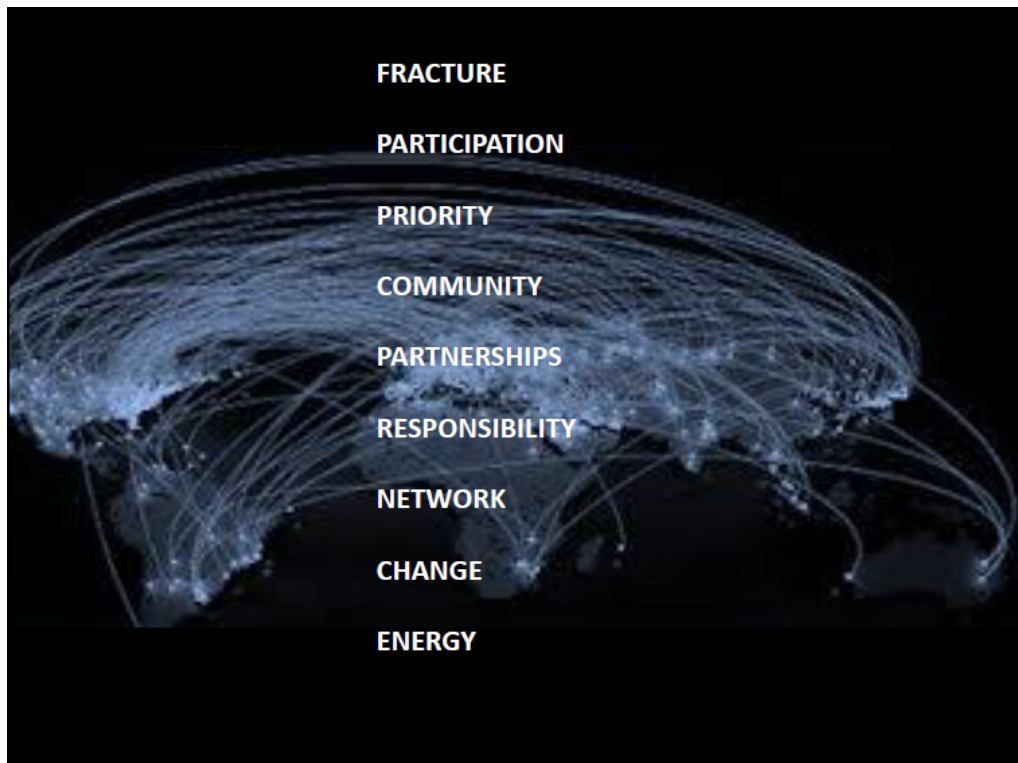 FRACTURE
PARTICIPATION
PRIORITY
COMMUNITY
PARTNERSHIPS
RESPONSIBILITY
NETWORK
CHANGE
ENERGY